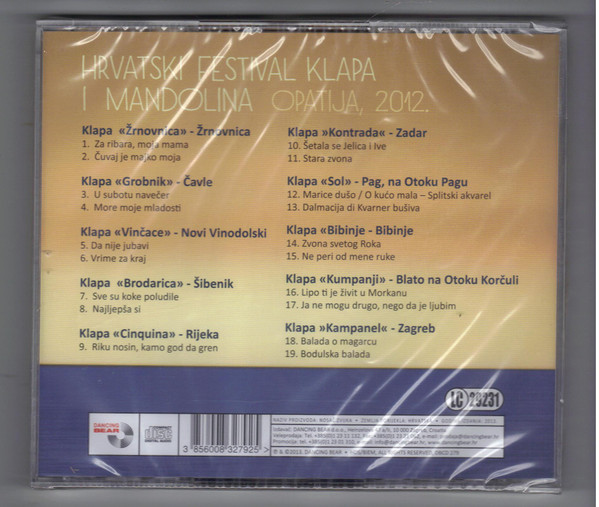 HRVATSKI FESTIVAL KLAPA
I MANDOLINA OPATIJA, 2012.
Klapa «Žrnovnica» - Žrnovnica
1. Za ribara, moja mama
2. Čuvaj je majko moja
Klapa «Grobnik» - Čavle
3. U subotu navečer
4. More moje mladosti
Klapa «Vinčace» - Novi Vinodolski
5. Da nije jubavi
6. Vrime za kraj
Klapa «Brodarica» - Šibenik
7. Sve su koke poludile
8. Najljepša si
Klapa «Cinquina» - Rijeka
9. Riku nosin, kamo god da gren
Klapa »Kontrada« - Zadar
10. Šetala se Jelica i Ive
11. Stara zvona
Klapa «Sol» - Pag, na Otoku Pagu
12. Marice dušo / O kućo mala – Splitski akvarel
13. Dalmacija di Kvarner bušiva
Klapa «Bibinje - Bibinje
14. Zvona svetog Roka
15. Ne peri od mene ruke
Klapa «Kumpanji» - Blato na Otoku Korčuli
16. Lipo ti je živit u Morkanu
17. Ja ne mogu drugo, nego da je ljubim
Klapa »Kampanel« - Zagreb
18. Balada o magarcu
19. Bodulska balada
LC 29231
DANCING
BEAR
COMPACT
disc
DIGITAL AUDIO
3 856008 327925 >